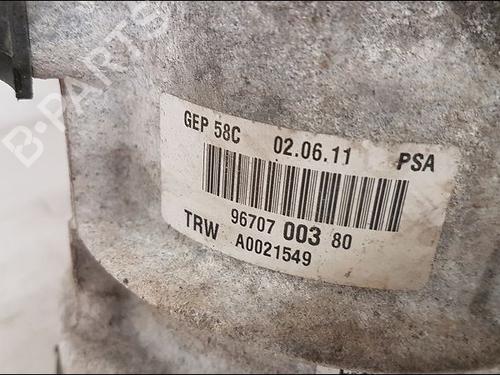 B-PARTS
GEP 58C 02.06.11 PSA
96707 003 80
TRW A0021549